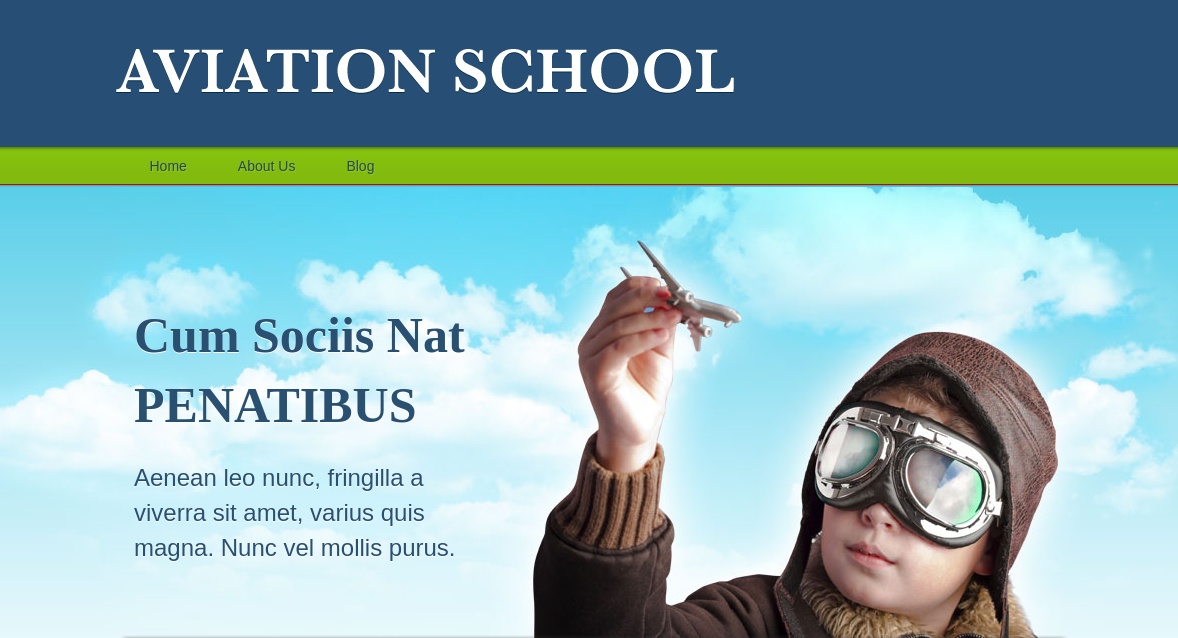 AVIATION SCHOOL
Home About Us Blog
Cum Sociis Nat
PENATIBUS
Aenean leo nunc, fringilla a
viverra sit amet, varius quis
magna. Nunc vel mollis purus.